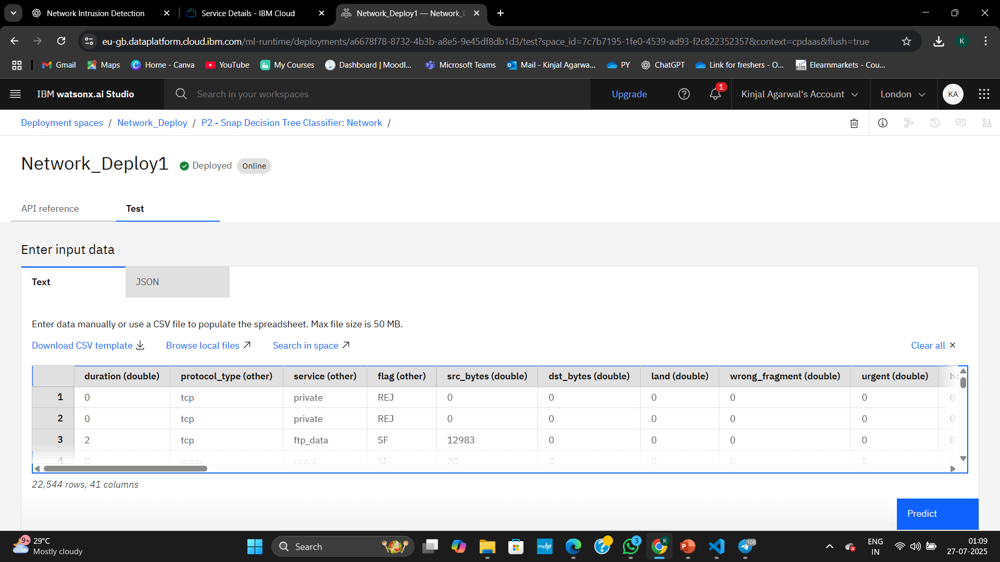 Network Intrusion Detection
Service Details - IBM Cloud
Network_Deploy1 — Network_
eu-gb.dataplatform.cloud.ibm.com/ml-runtime/deployments/a6678f78-8732-4b3b-a8e5-9e45df8db1d3/test?space_id=7c7b7195-1fe0-4539-ad93-f2c822352357&context=cpdaas&flush=true
K
Gmail
Maps
Home - Canva
YouTube
My Courses
Dashboard | Moodl...
Microsoft Teams
Mail - Kinjal Agarwa...
PY
ChatGPT
Link for freshers - O...
Elearnmarkets - Cou...
IBM watsonx.ai Studio
Search in your workspaces
Upgrade
1
Kinjal Agarwal's Account
London
KA
Deployment spaces / Network_Deploy / P2 - Snap Decision Tree Classifier: Network /
Network_Deploy1
Deployed
Online
API reference
Test
Enter input data
Text
JSON
Enter data manually or use a CSV file to populate the spreadsheet. Max file size is 50 MB.
Download CSV template
Browse local files
Search in space
Clear all
duration (double) protocol_type (other) service (other) flag (other) src_bytes (double) dst_bytes (double) land (double) wrong_fragment (double) urgent (double)
1 0 tcp private REJ 0 0 0 0 0 0
2 0 tcp private REJ 0 0 0 0 0 0
3 2 tcp ftp_data SF 12983 0 0 0 0 0
4 0 icmp eco_i SF 20 0 0 0 0 0
22,544 rows, 41 columns
Predict
9+
29°C
Mostly cloudy
Search
myhp
3
K
108
ENG
IN
01:09
27-07-2025